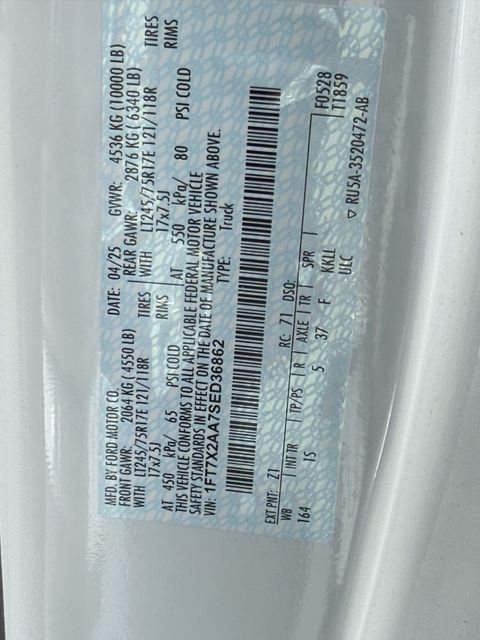 MFD. BY FORD MOTOR CO.
DATE: 04/25 GVWR: 4536 KG (10000 LB)
FRONT GAWR: 2064 KG (4550 LB) REAR GAWR: 2876 KG (6340 LB)
WITH LT245/75R17E 121/118R TIRES WITH LT245/75R17E 121/118R TIRES
17x7.5J RIMS 17x7.5J RIMS
AT 450 kPa/ 65 PSI COLD AT 550 kPa/ 80 PSI COLD
THIS VEHICLE CONFORMS TO ALL APPLICABLE FEDERAL MOTOR VEHICLE
SAFETY STANDARDS IN EFFECT ON THE DATE OF MANUFACTURE SHOWN ABOVE.
VIN: 1FT7X2AA7SED36862 TYPE: Truck
F0528
T1859
EXT PNT: Z1 RC: 71 DSO:
WB INT TR TP/PS R AXLE TR SPR
164 1S 5 37 F KKLL
ULC
▽ RU5A-3520472-AB